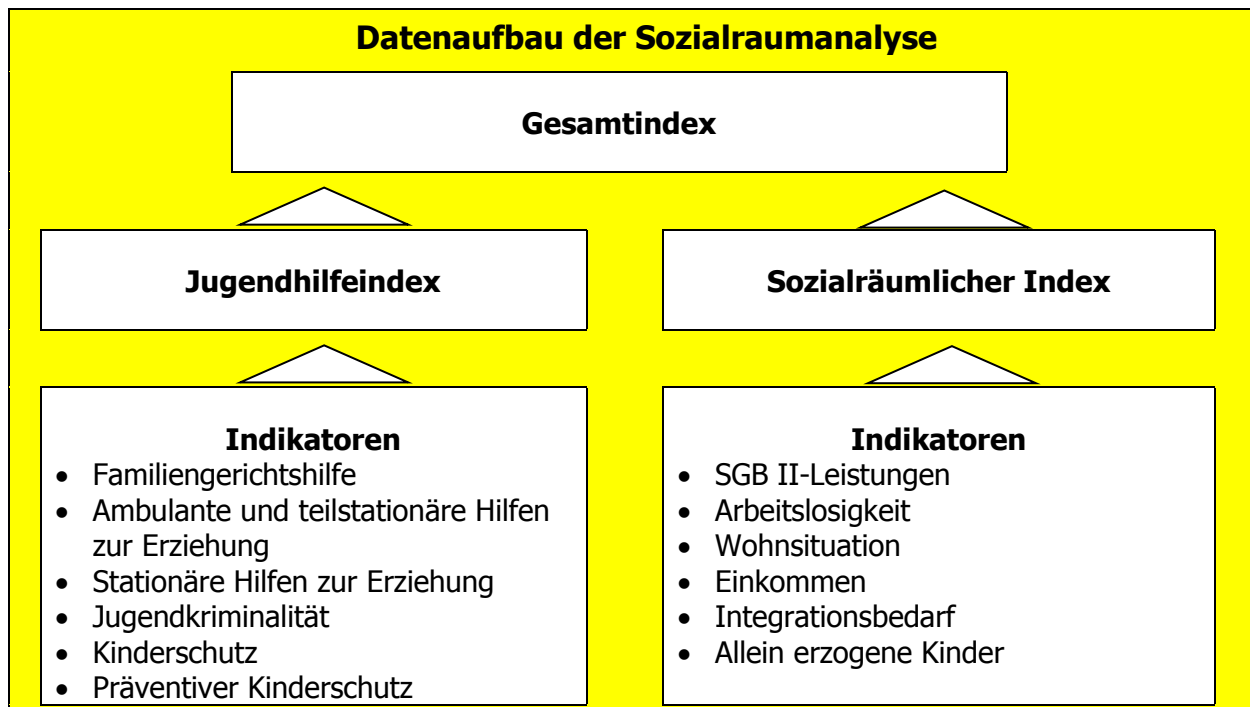 Datenaufbau der Sozialraumanalyse
Gesamtindex
Jugendhilfeindex
Sozialräumlicher Index
Indikatoren
• Familiengerichtshilfe
• Ambulante und teilstationäre Hilfen
zur Erziehung
• Stationäre Hilfen zur Erziehung
• Jugendkriminalität
• Kinderschutz
• Präventiver Kinderschutz
Indikatoren
• SGB II-Leistungen
• Arbeitslosigkeit
• Wohnsituation
• Einkommen
• Integrationsbedarf
• Allein erzogene Kinder